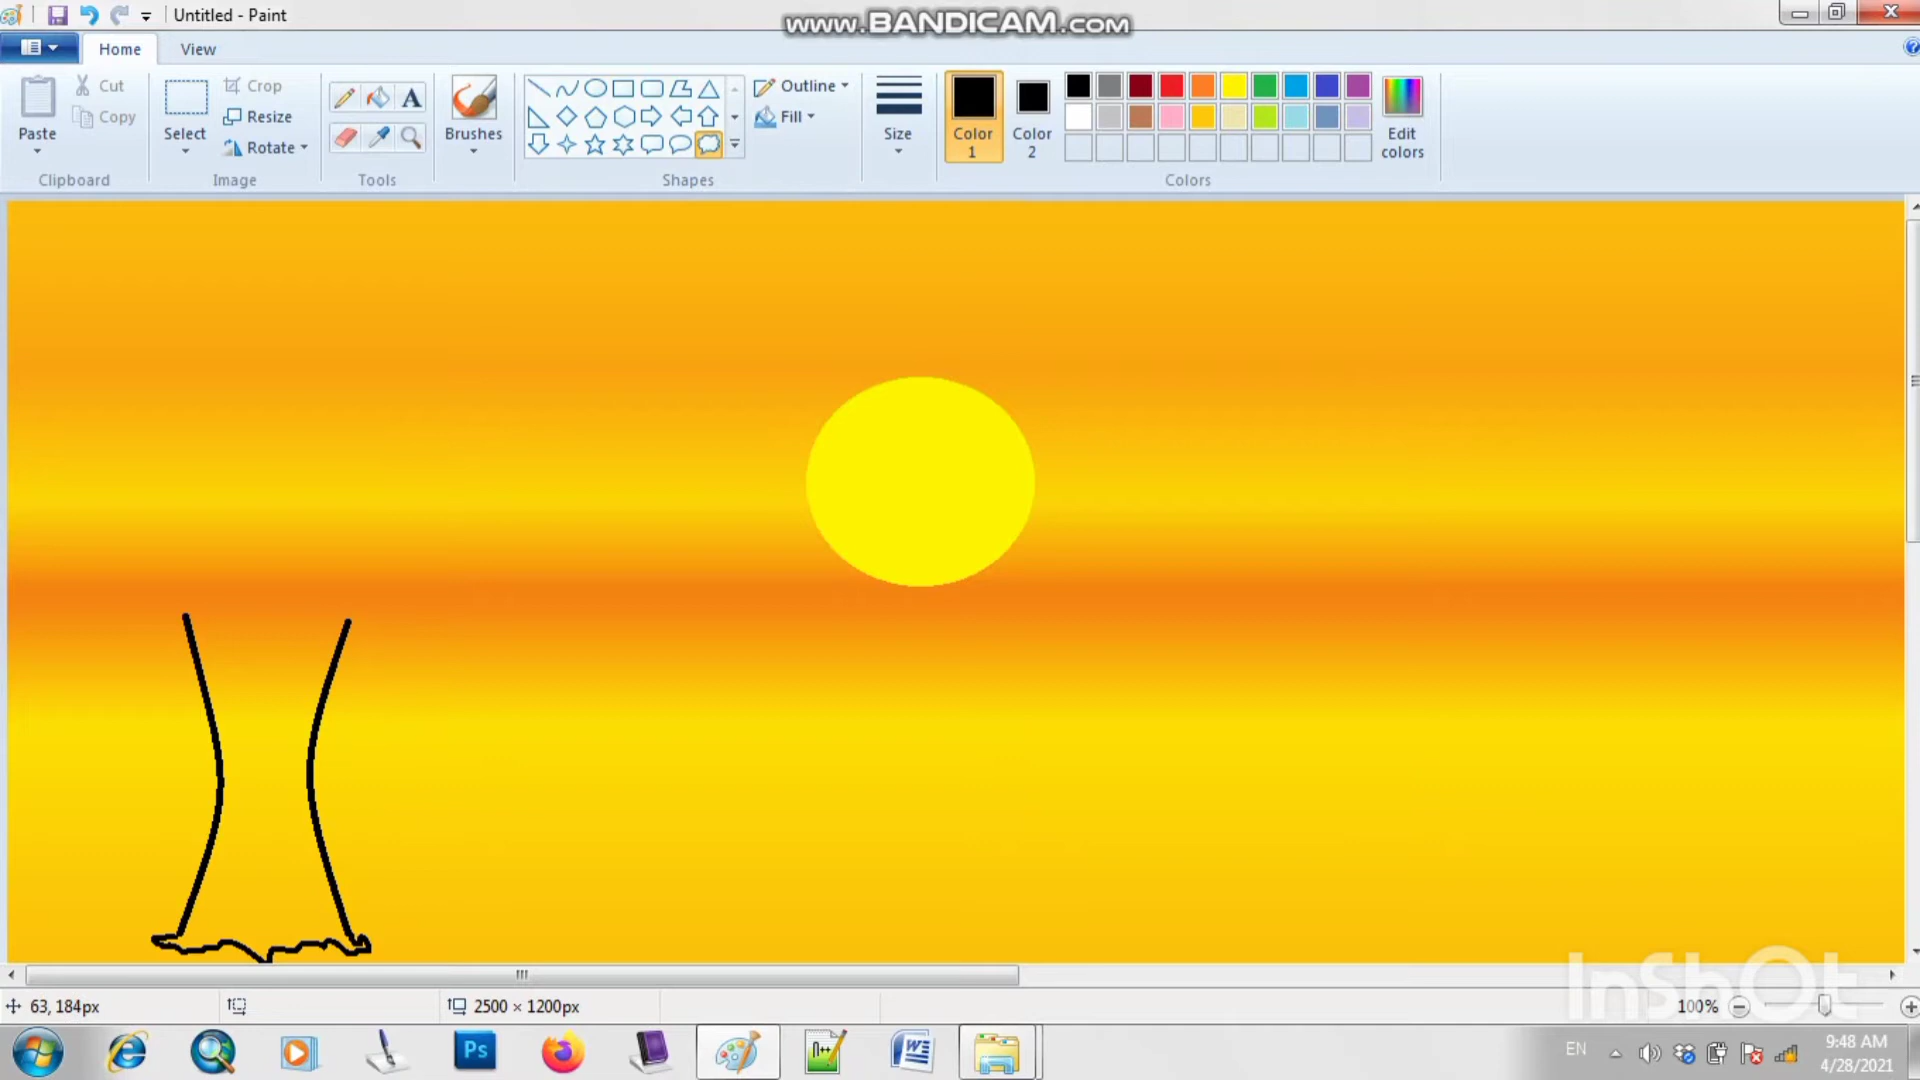 Untitled - Paint
www.BANDICAM.com
Home View
Paste
Cut
Copy
Clipboard
Select
Crop
Resize
Rotate
Image
A
Tools
Brushes
Shapes
Outline
Fill
Size
Color 1
Color 2
Edit colors
Colors
InShOt
63, 184px
2500 × 1200px
100%
Ps
EN
9:48 AM
4/28/2021